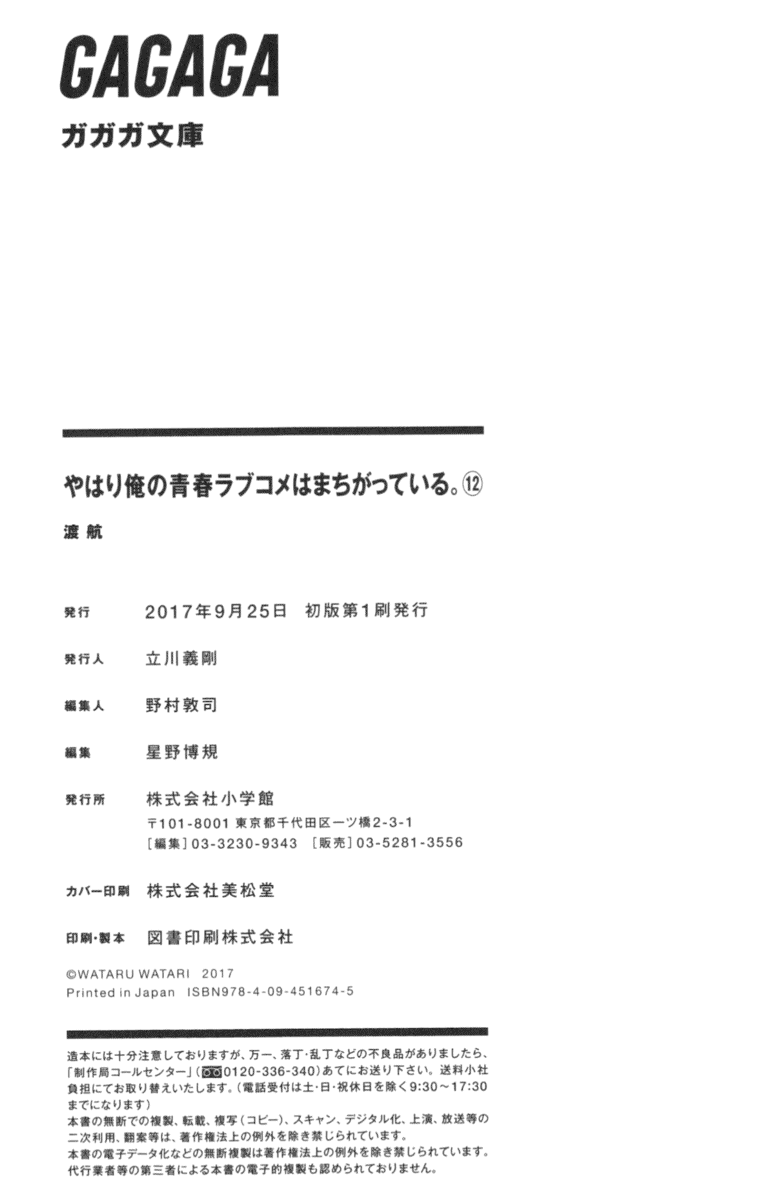 GAGAGA
ガガガ文庫
やはり俺の青春ラブコメはまちがっている。⑫
渡 航
発行 2017年9月25日 初版第1刷発行
発行人 立川義剛
編集人 野村敦司
編集 星野博規
発行所 株式会社小学館
〒101-8001 東京都千代田区一ツ橋2-3-1
[編集]03-3230-9343 [販売]03-5281-3556
カバー印刷 株式会社美松堂
印刷・製本 図書印刷株式会社
©WATARU WATARI 2017
Printed in Japan ISBN978-4-09-451674-5
造本には十分注意しておりますが、万一、落丁・乱丁などの不良品がありましたら、
「制作局コールセンター」(0120-336-340)あてにお送り下さい。送料小社
負担にてお取り替えいたします。(電話受付は土・日・祝休日を除く9:30〜17:30
までになります)
本書の無断での複製、転載、複写(コピー)、スキャン、デジタル化、上演、放送等の
二次利用、翻案等は、著作権法上の例外を除き禁じられています。
本書の電子データ化などの無断複製は著作権法上の例外を除き禁じられています。
代行業者等の第三者による本書の電子的複製も認められておりません。